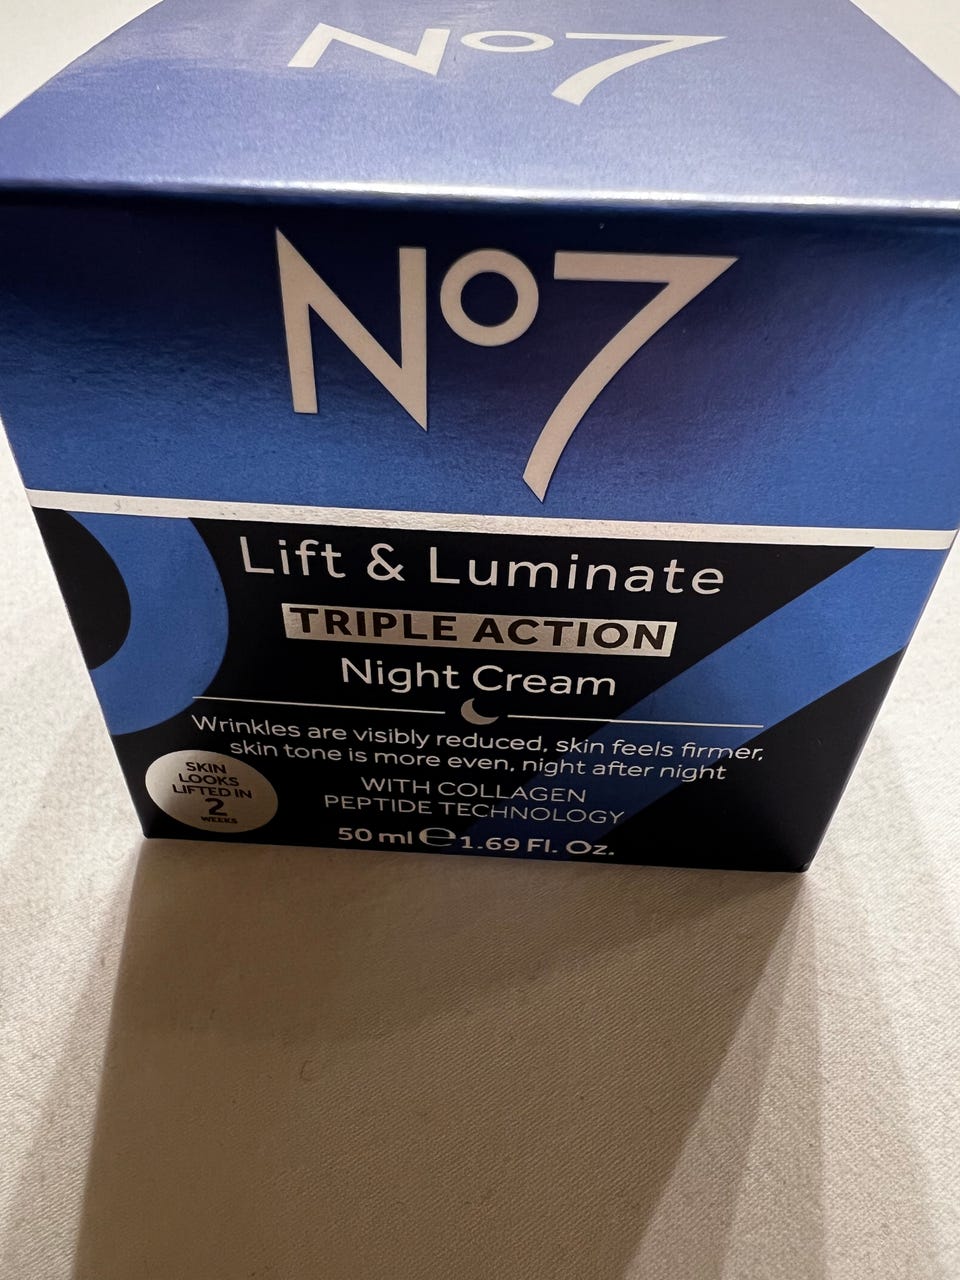 No7
No7
Lift & Luminate
TRIPLE ACTION
Night Cream
Wrinkles are visibly reduced, skin feels firmer,
skin tone is more even, night after night
WITH COLLAGEN
PEPTIDE TECHNOLOGY
SKIN
LOOKS
LIFTED IN
2
WEEKS
50 ml ℮ 1.69 Fl. Oz.